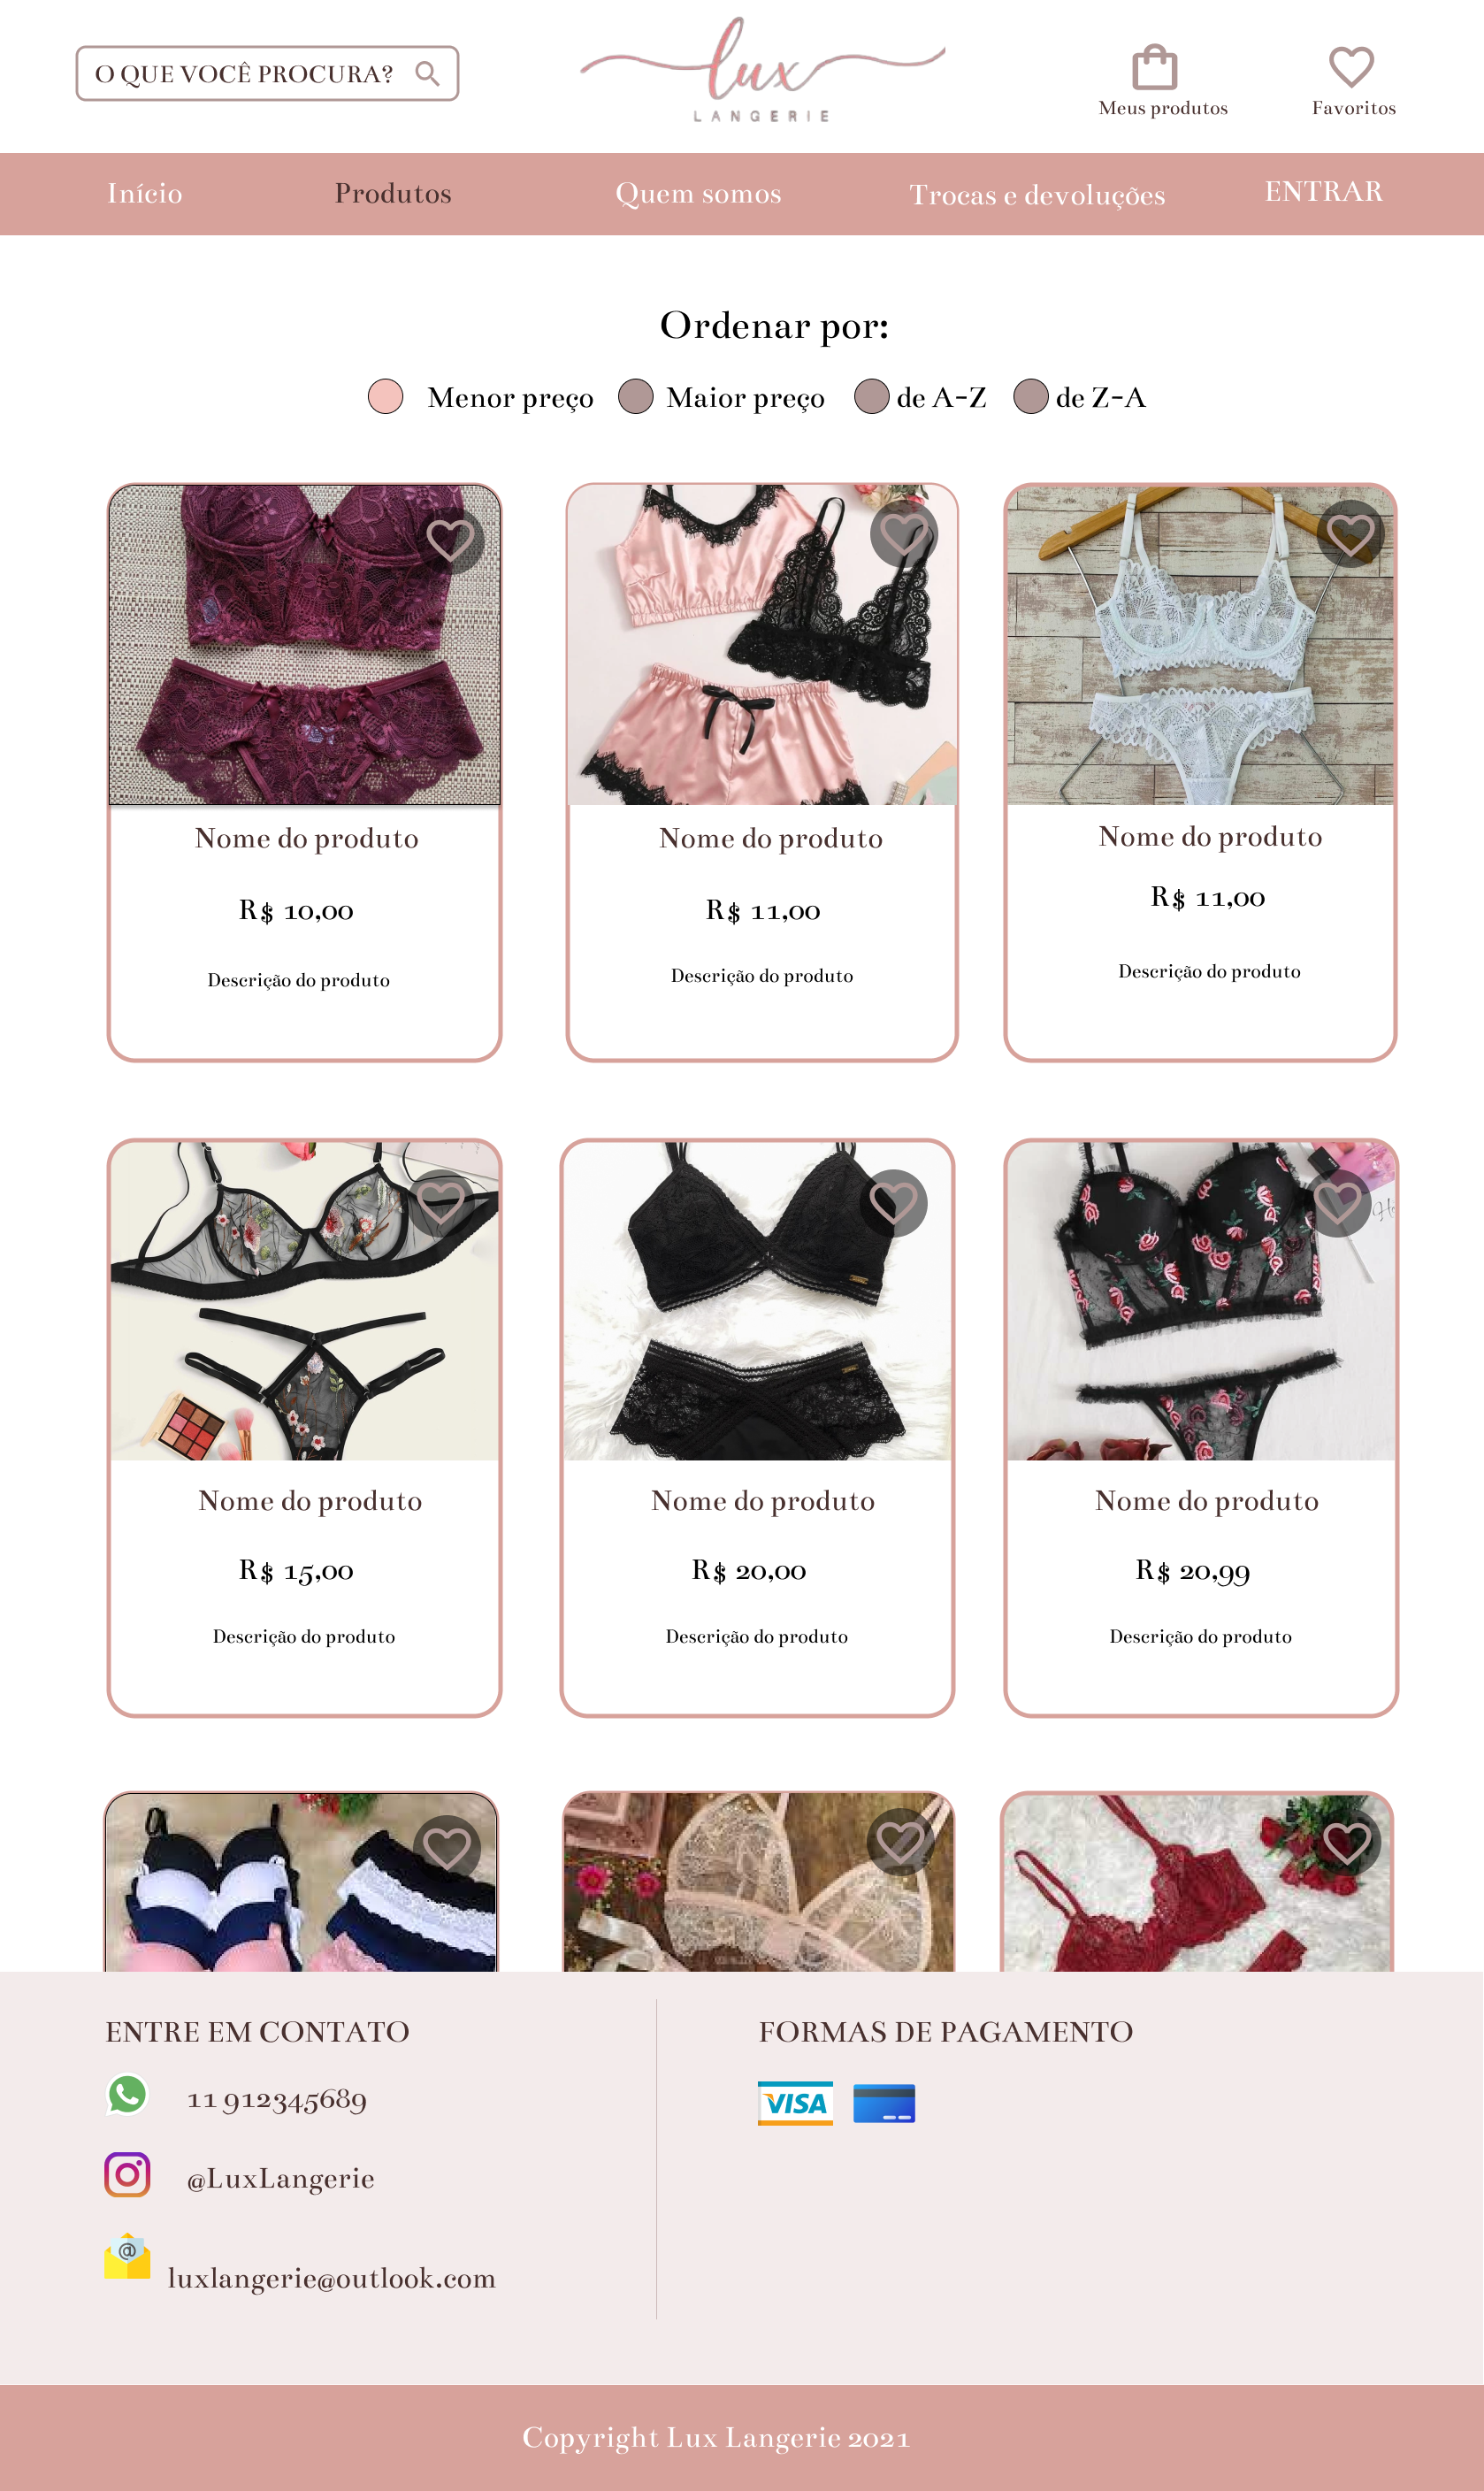 O QUE VOCÊ PROCURA?
lux
LANGERIE
Meus produtos
Favoritos
Início
Produtos
Quem somos
Trocas e devoluções
ENTRAR
Ordenar por:
Menor preço
Maior preço
de A-Z
de Z-A
Nome do produto
R$ 10,00
Descrição do produto
Nome do produto
R$ 11,00
Descrição do produto
Nome do produto
R$ 11,00
Descrição do produto
Nome do produto
R$ 15,00
Descrição do produto
Nome do produto
R$ 20,00
Descrição do produto
Nome do produto
R$ 20,99
Descrição do produto
ENTRE EM CONTATO
11 912345689
@LuxLangerie
luxlangerie@outlook.com
FORMAS DE PAGAMENTO
VISA
Copyright Lux Langerie 2021